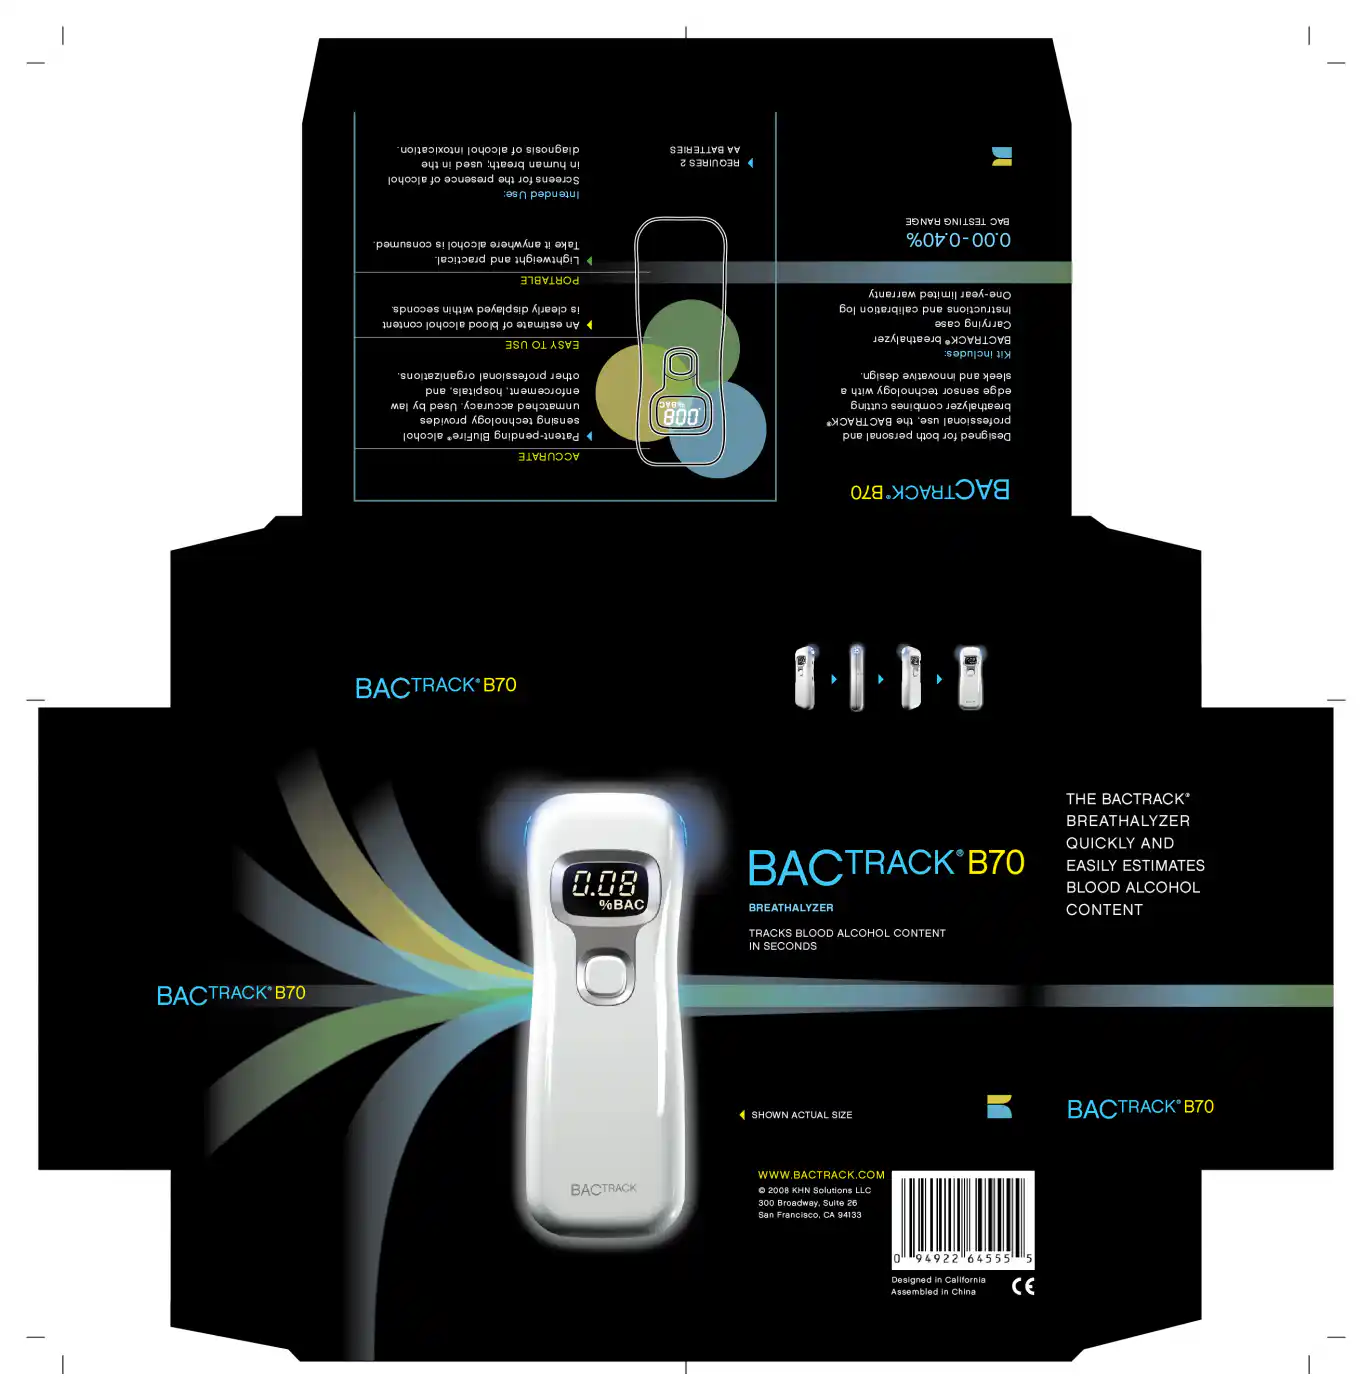 BACTRACK® B70
Designed for both personal and
professional use, the BACTRACK®
breathalyzer combines cutting
edge sensor technology with a
sleek and innovative design.
Kit includes:
BACTRACK® breathalyzer
Carrying case
Instructions and calibration log
One-year limited warranty
0.00-0.40%
BAC TESTING RANGE
.008
%BAC
REQUIRES 2
AA BATTERIES
ACCURATE
Patent-pending BluFire® alcohol
sensing technology provides
unmatched accuracy. Used by law
enforcement, hospitals, and
other professional organizations.
EASY TO USE
An estimate of blood alcohol content
is clearly displayed within seconds.
PORTABLE
Lightweight and practical.
Take it anywhere alcohol is consumed.
Intended Use:
Screens for the presence of alcohol
in human breath; used in the
diagnosis of alcohol intoxication.
BACTRACK® B70
BACTRACK® B70
0.08
%BAC
BACTRACK
BACTRACK® B70
BREATHALYZER
TRACKS BLOOD ALCOHOL CONTENT
IN SECONDS
SHOWN ACTUAL SIZE
THE BACTRACK®
BREATHALYZER
QUICKLY AND
EASILY ESTIMATES
BLOOD ALCOHOL
CONTENT
BACTRACK® B70
WWW.BACTRACK.COM
© 2008 KHN Solutions LLC
300 Broadway, Suite 26
San Francisco, CA 94133
0 94922 64555 5
Designed in California
Assembled in China
CE